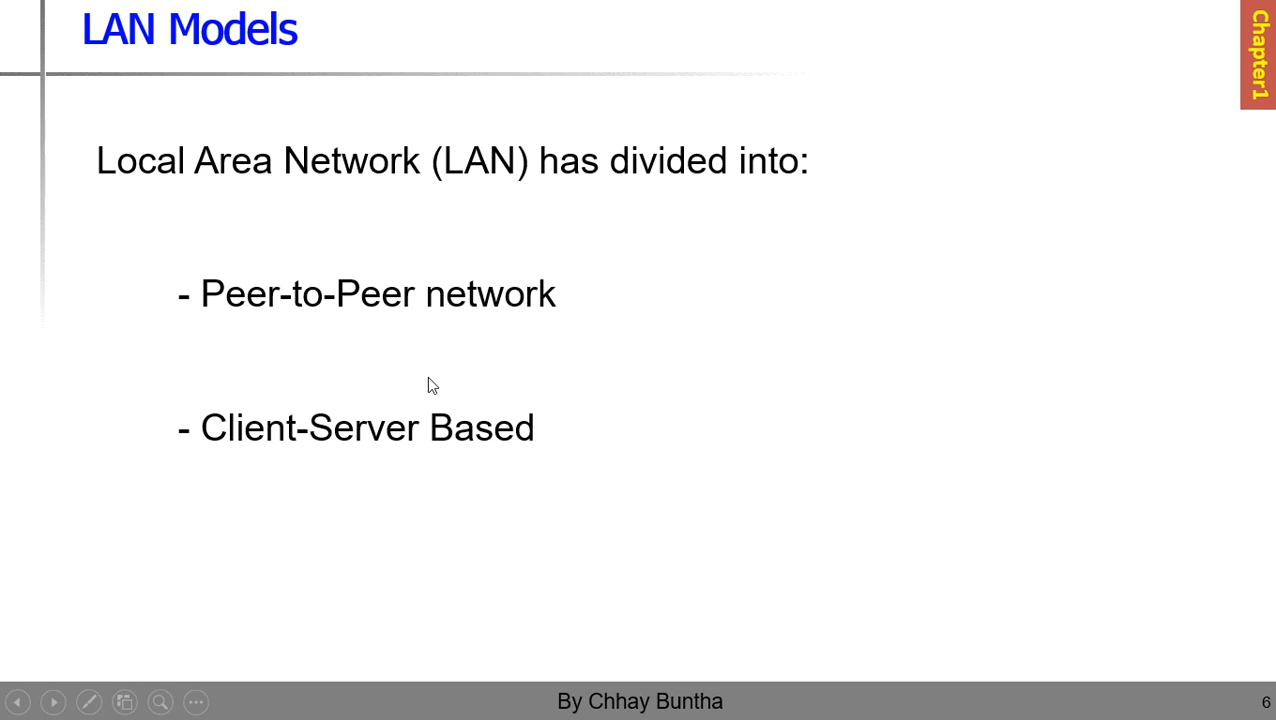 LAN Models
Chapter1
Local Area Network (LAN) has divided into:
- Peer-to-Peer network
- Client-Server Based
By Chhay Buntha
6